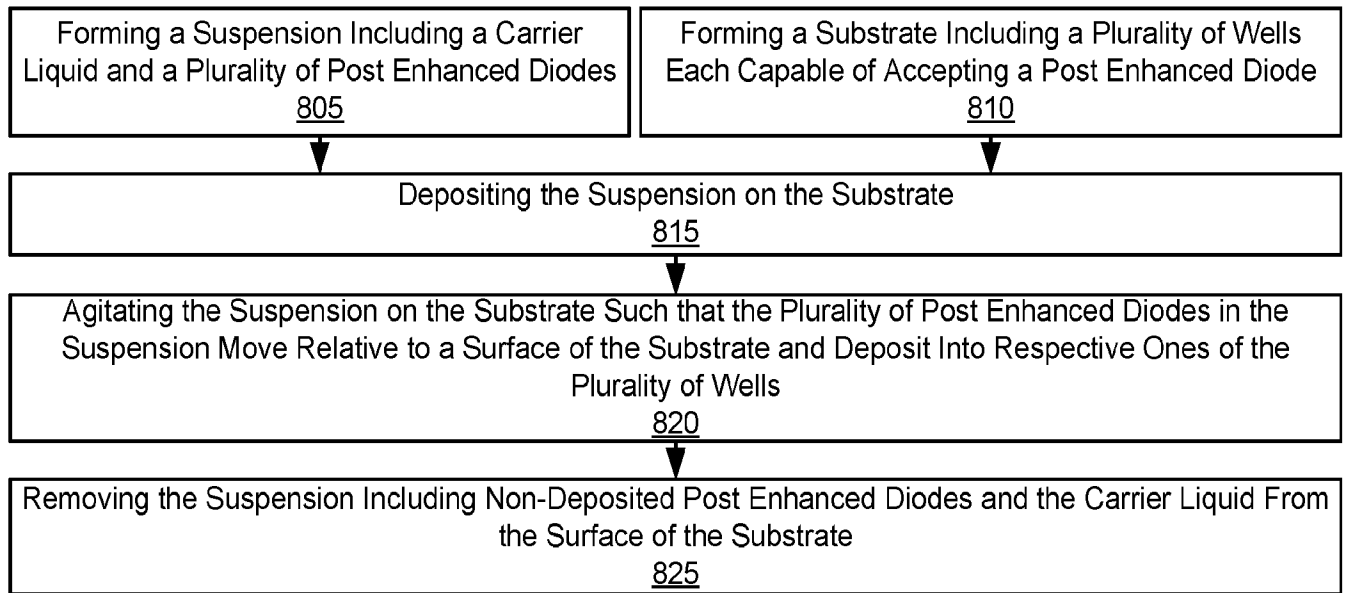 Forming a Suspension Including a Carrier
Liquid and a Plurality of Post Enhanced Diodes
805
Forming a Substrate Including a Plurality of Wells
Each Capable of Accepting a Post Enhanced Diode
810
Depositing the Suspension on the Substrate
815
Agitating the Suspension on the Substrate Such that the Plurality of Post Enhanced Diodes in the
Suspension Move Relative to a Surface of the Substrate and Deposit Into Respective Ones of the
Plurality of Wells
820
Removing the Suspension Including Non-Deposited Post Enhanced Diodes and the Carrier Liquid From
the Surface of the Substrate
825